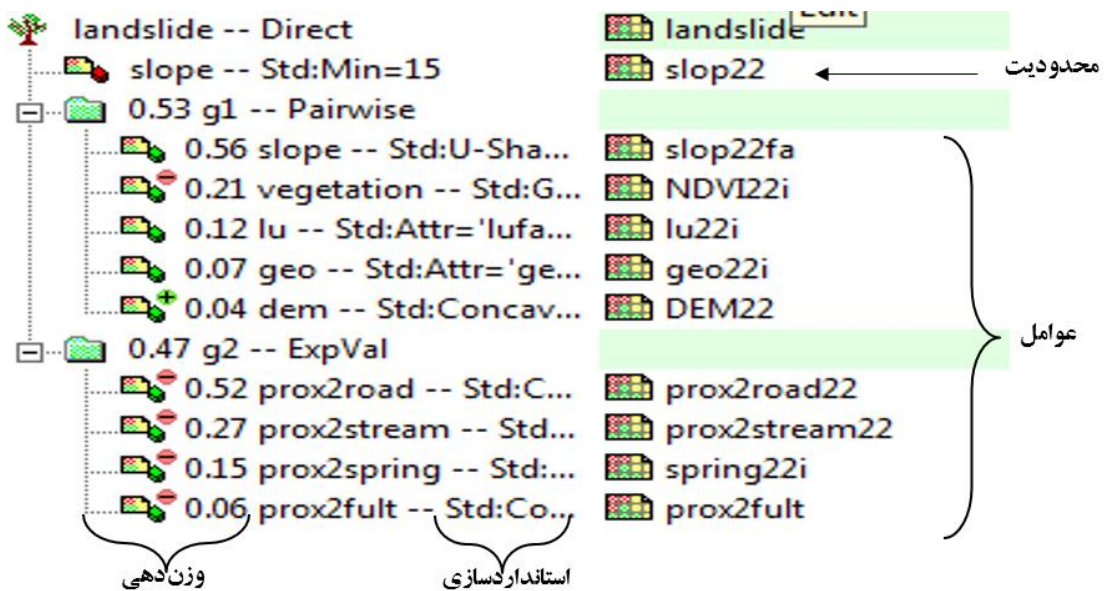 landslide -- Direct landslide Edit
slope -- Std:Min=15 slop22 محدودیت
0.53 g1 -- Pairwise
0.56 slope -- Std:U-Sha... slop22fa
0.21 vegetation -- Std:G... NDVI22i
0.12 lu -- Std:Attr='lufa... lu22i
0.07 geo -- Std:Attr='ge... geo22i
0.04 dem -- Std:Concav... DEM22
0.47 g2 -- ExpVal عوامل
0.52 prox2road -- Std:C... prox2road22
0.27 prox2stream -- Std... prox2stream22
0.15 prox2spring -- Std:... spring22i
0.06 prox2fult -- Std:Co... prox2fult
وزن‌دهی استانداردسازی